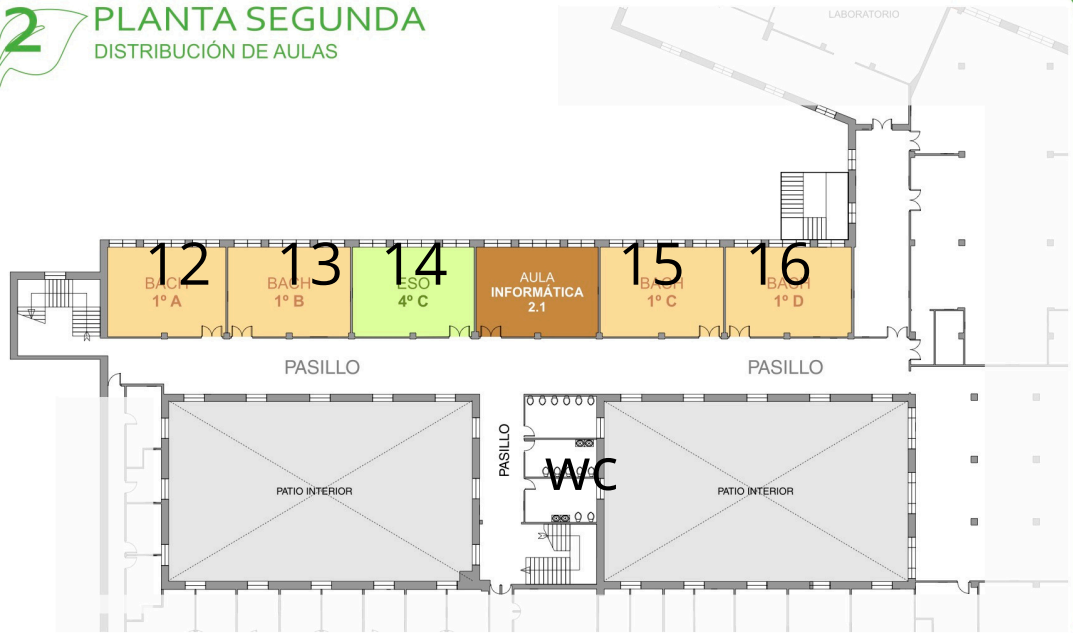 2 PLANTA SEGUNDA
DISTRIBUCIÓN DE AULAS
LABORATORIO
12
13
14
15
16
BACH
1º A
BACH
1º B
ESO
4º C
AULA
INFORMÁTICA
2.1
BACH
1º C
BACH
1º D
PASILLO
PASILLO
PASILLO
wc
PATIO INTERIOR
PATIO INTERIOR